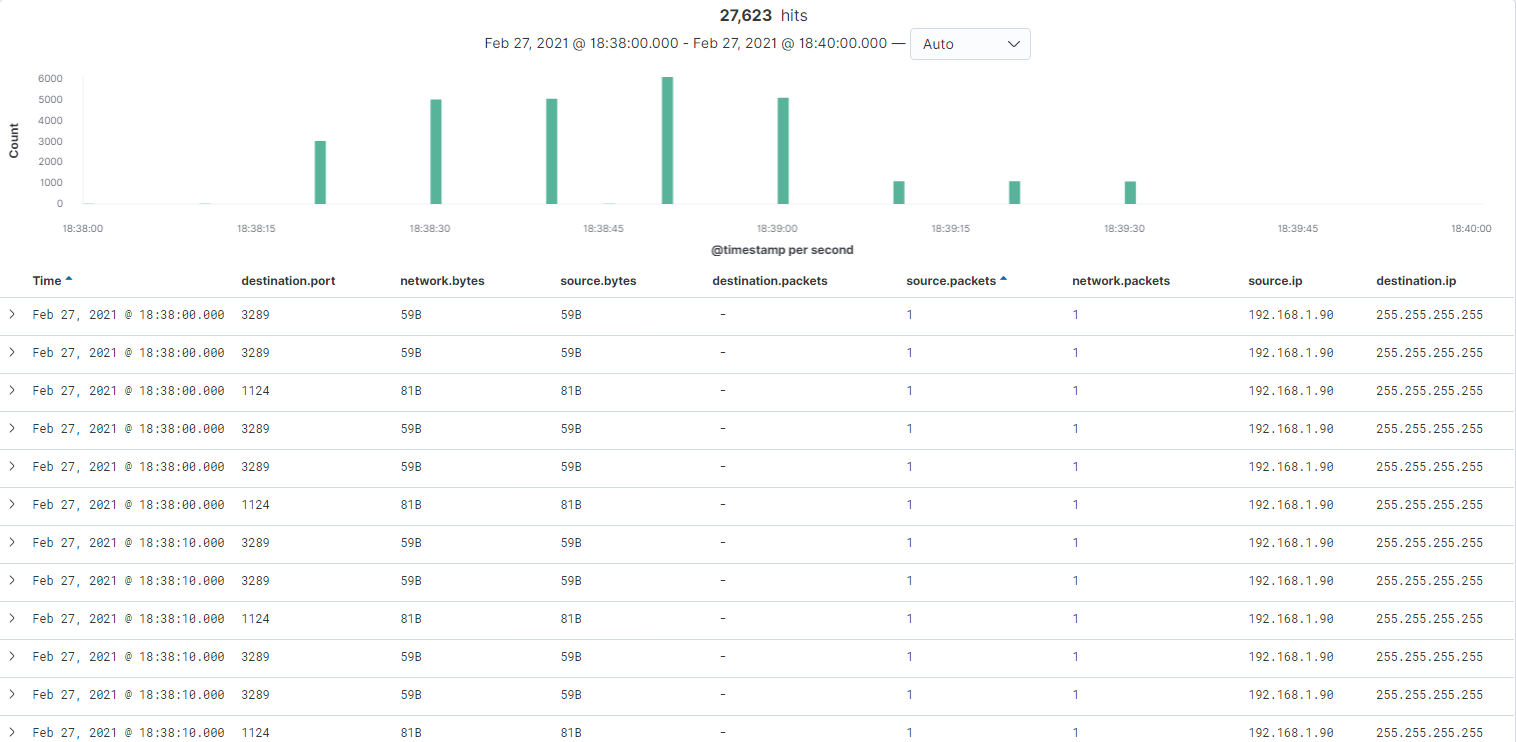 27,623 hits
Feb 27, 2021 @ 18:38:00.000 - Feb 27, 2021 @ 18:40:00.000 — Auto
Count
6000
5000
4000
3000
2000
1000
0
18:38:00 18:38:15 18:38:30 18:38:45 18:39:00 18:39:15 18:39:30 18:39:45 18:40:00
@timestamp per second
Time destination.port network.bytes source.bytes destination.packets source.packets network.packets source.ip destination.ip
Feb 27, 2021 @ 18:38:00.000 3289 59B 59B - 1 1 192.168.1.90 255.255.255.255
Feb 27, 2021 @ 18:38:00.000 3289 59B 59B - 1 1 192.168.1.90 255.255.255.255
Feb 27, 2021 @ 18:38:00.000 1124 81B 81B - 1 1 192.168.1.90 255.255.255.255
Feb 27, 2021 @ 18:38:00.000 3289 59B 59B - 1 1 192.168.1.90 255.255.255.255
Feb 27, 2021 @ 18:38:00.000 3289 59B 59B - 1 1 192.168.1.90 255.255.255.255
Feb 27, 2021 @ 18:38:00.000 1124 81B 81B - 1 1 192.168.1.90 255.255.255.255
Feb 27, 2021 @ 18:38:10.000 3289 59B 59B - 1 1 192.168.1.90 255.255.255.255
Feb 27, 2021 @ 18:38:10.000 3289 59B 59B - 1 1 192.168.1.90 255.255.255.255
Feb 27, 2021 @ 18:38:10.000 1124 81B 81B - 1 1 192.168.1.90 255.255.255.255
Feb 27, 2021 @ 18:38:10.000 3289 59B 59B - 1 1 192.168.1.90 255.255.255.255
Feb 27, 2021 @ 18:38:10.000 3289 59B 59B - 1 1 192.168.1.90 255.255.255.255
Feb 27, 2021 @ 18:38:10.000 1124 81B 81B - 1 1 192.168.1.90 255.255.255.255